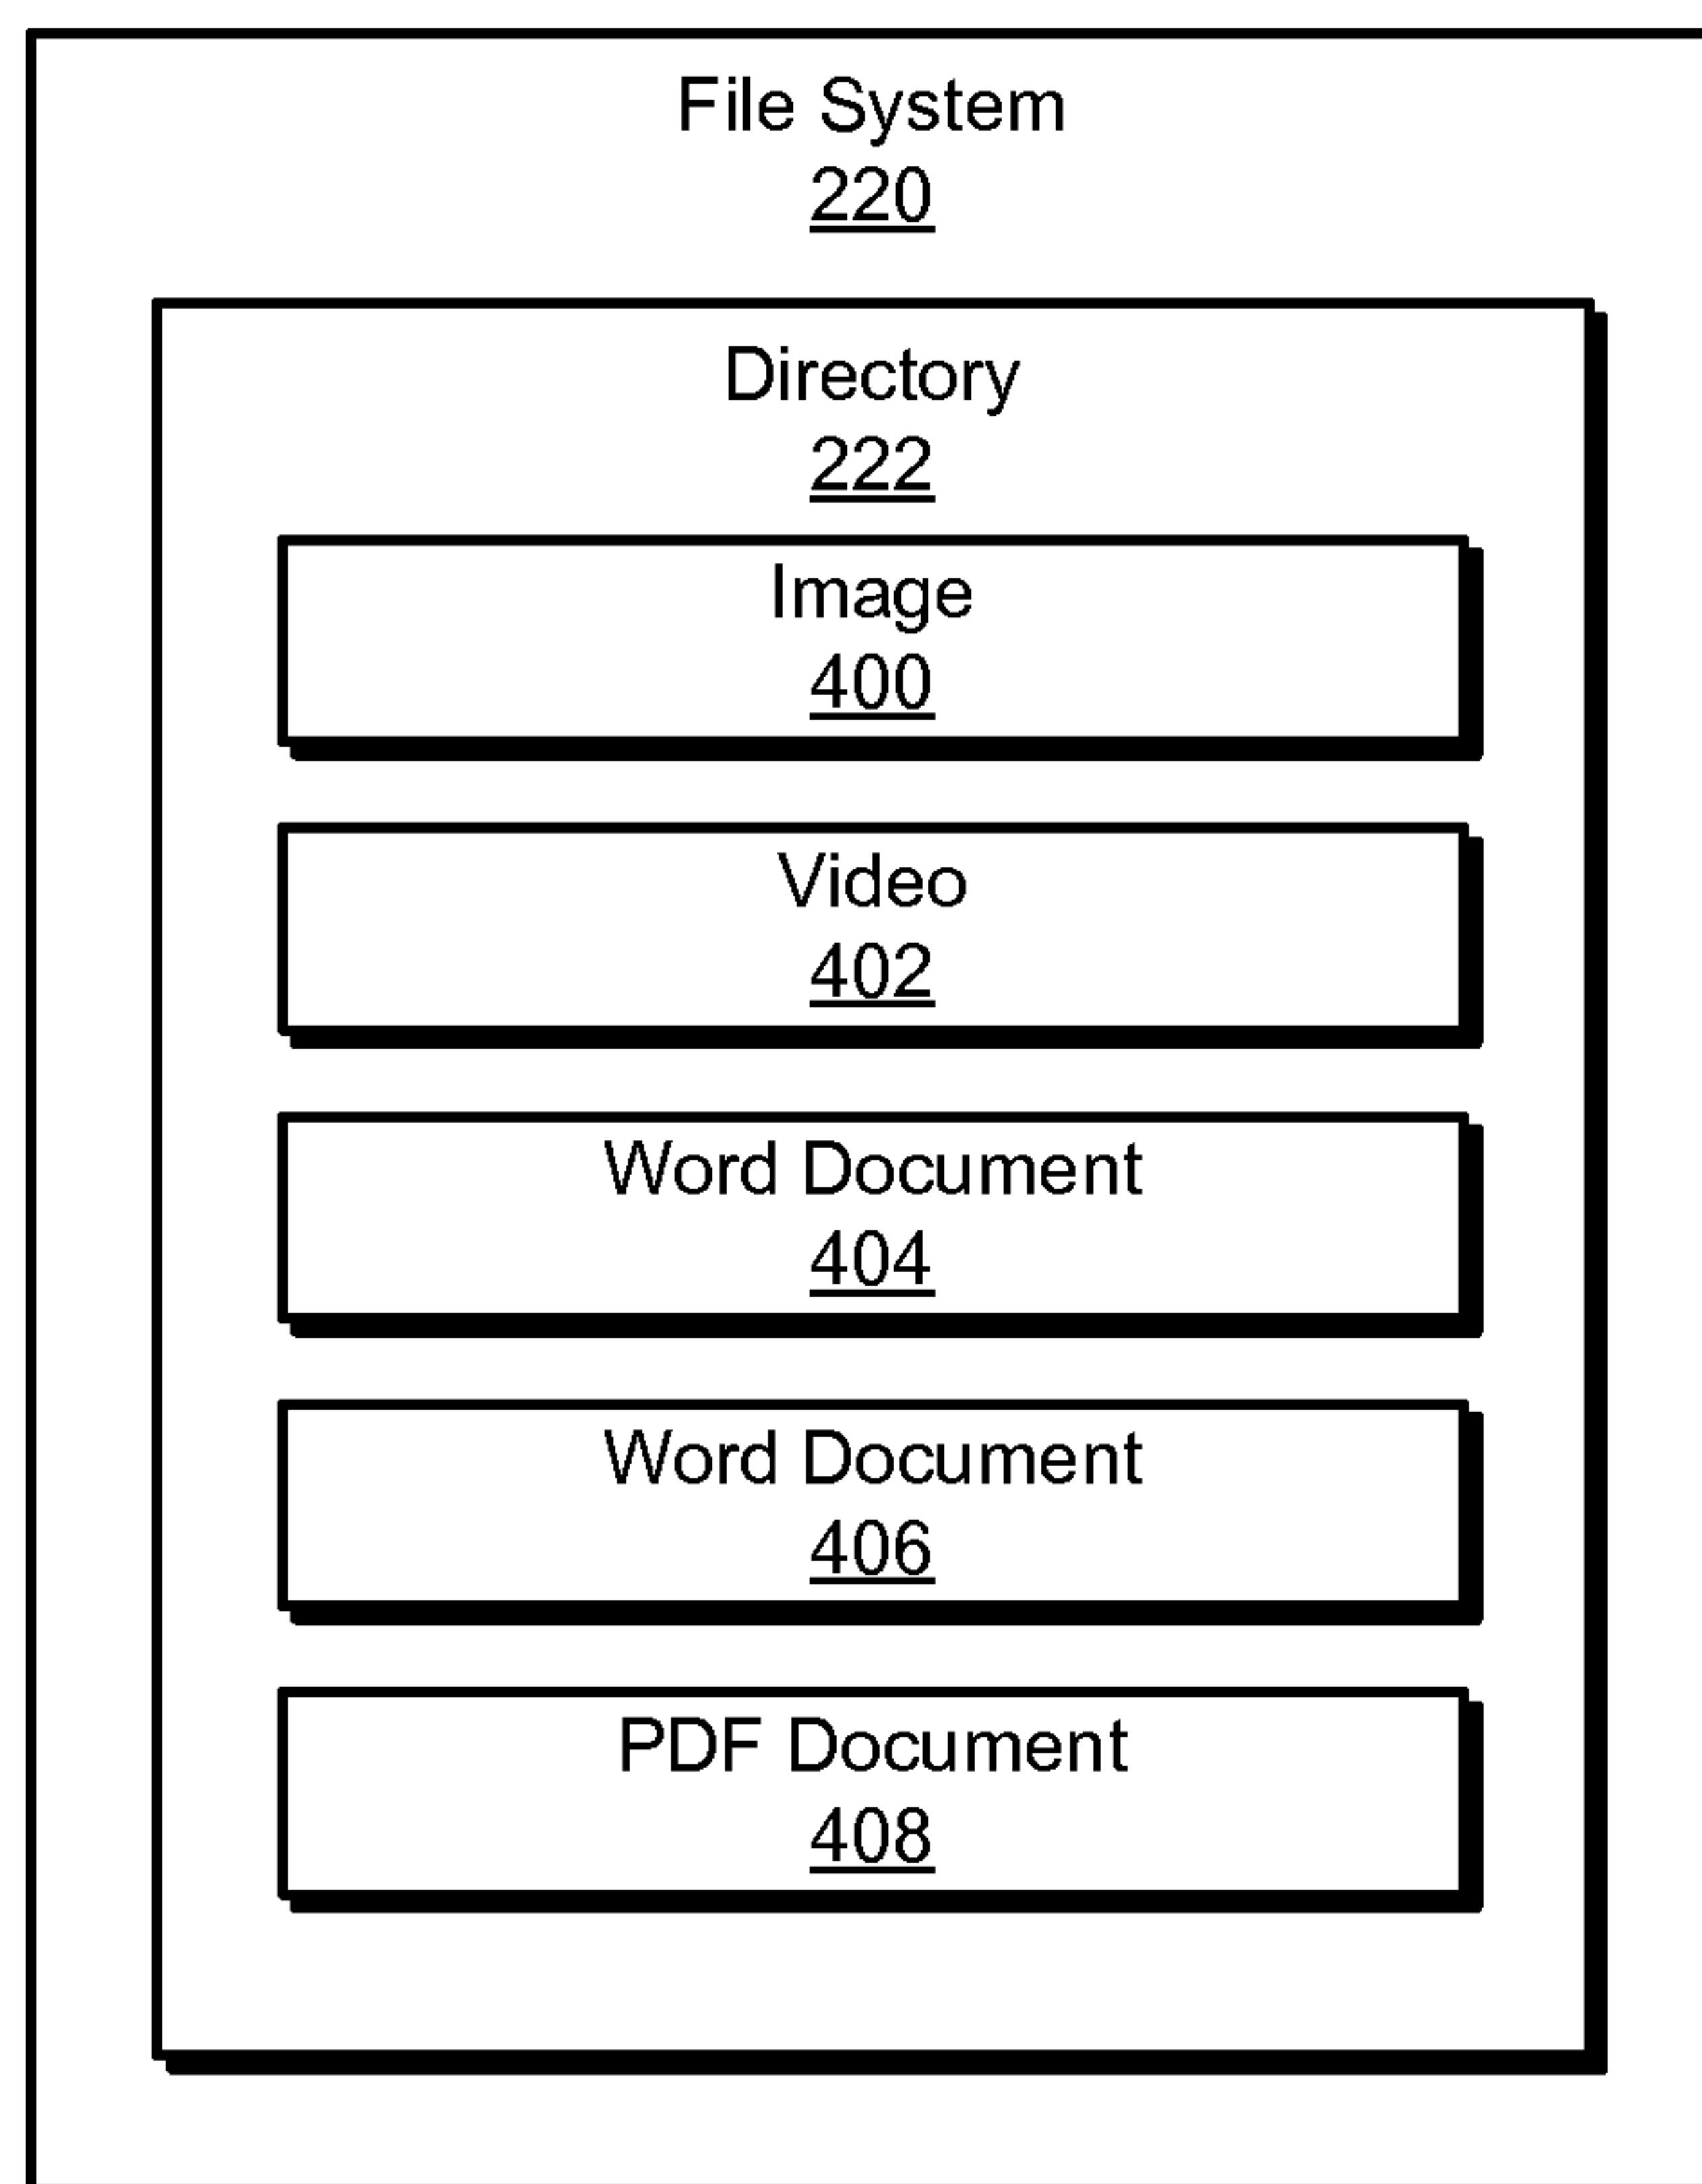 File System
220
Directory
222
Image
400
Video
402
Word Document
404
Word Document
406
PDF Document
408